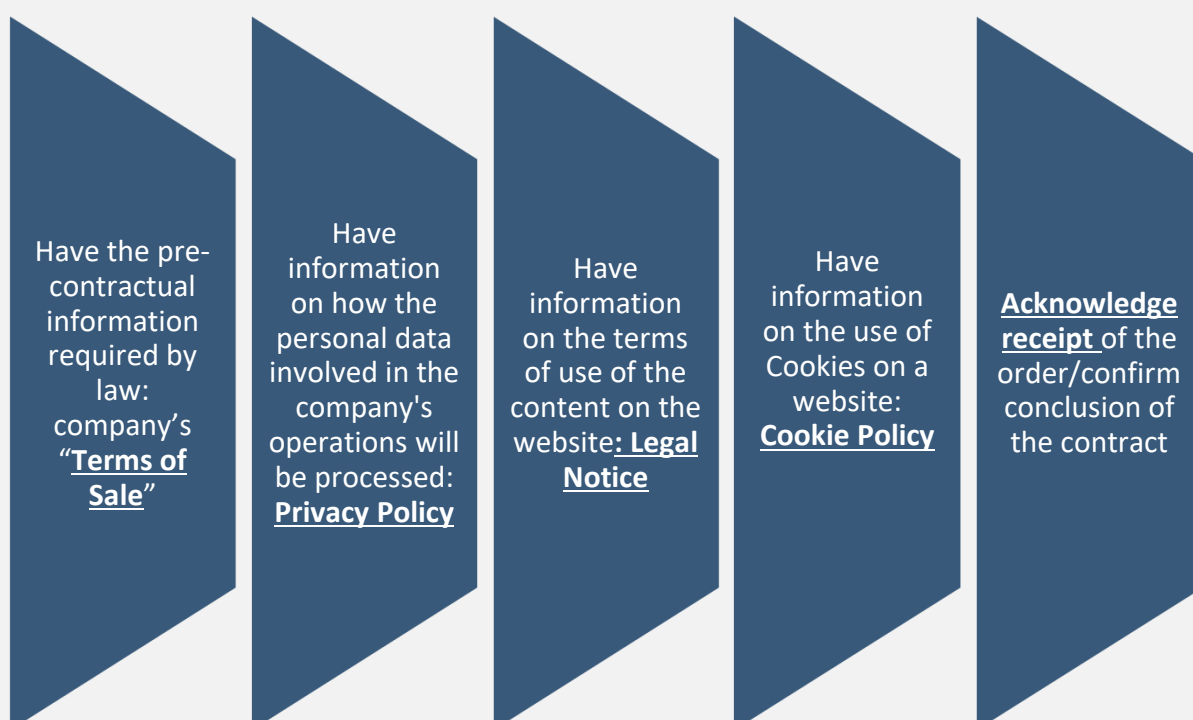 Have the pre-
contractual
information
required by
law:
company’s
“Terms of
Sale”
Have
information
on how the
personal data
involved in the
company's
operations will
be processed:
Privacy Policy
Have
information
on the terms
of use of the
content on the
website: Legal
Notice
Have
information
on the use of
Cookies on a
website:
Cookie Policy
Acknowledge
receipt of the
order/confirm
conclusion of
the contract